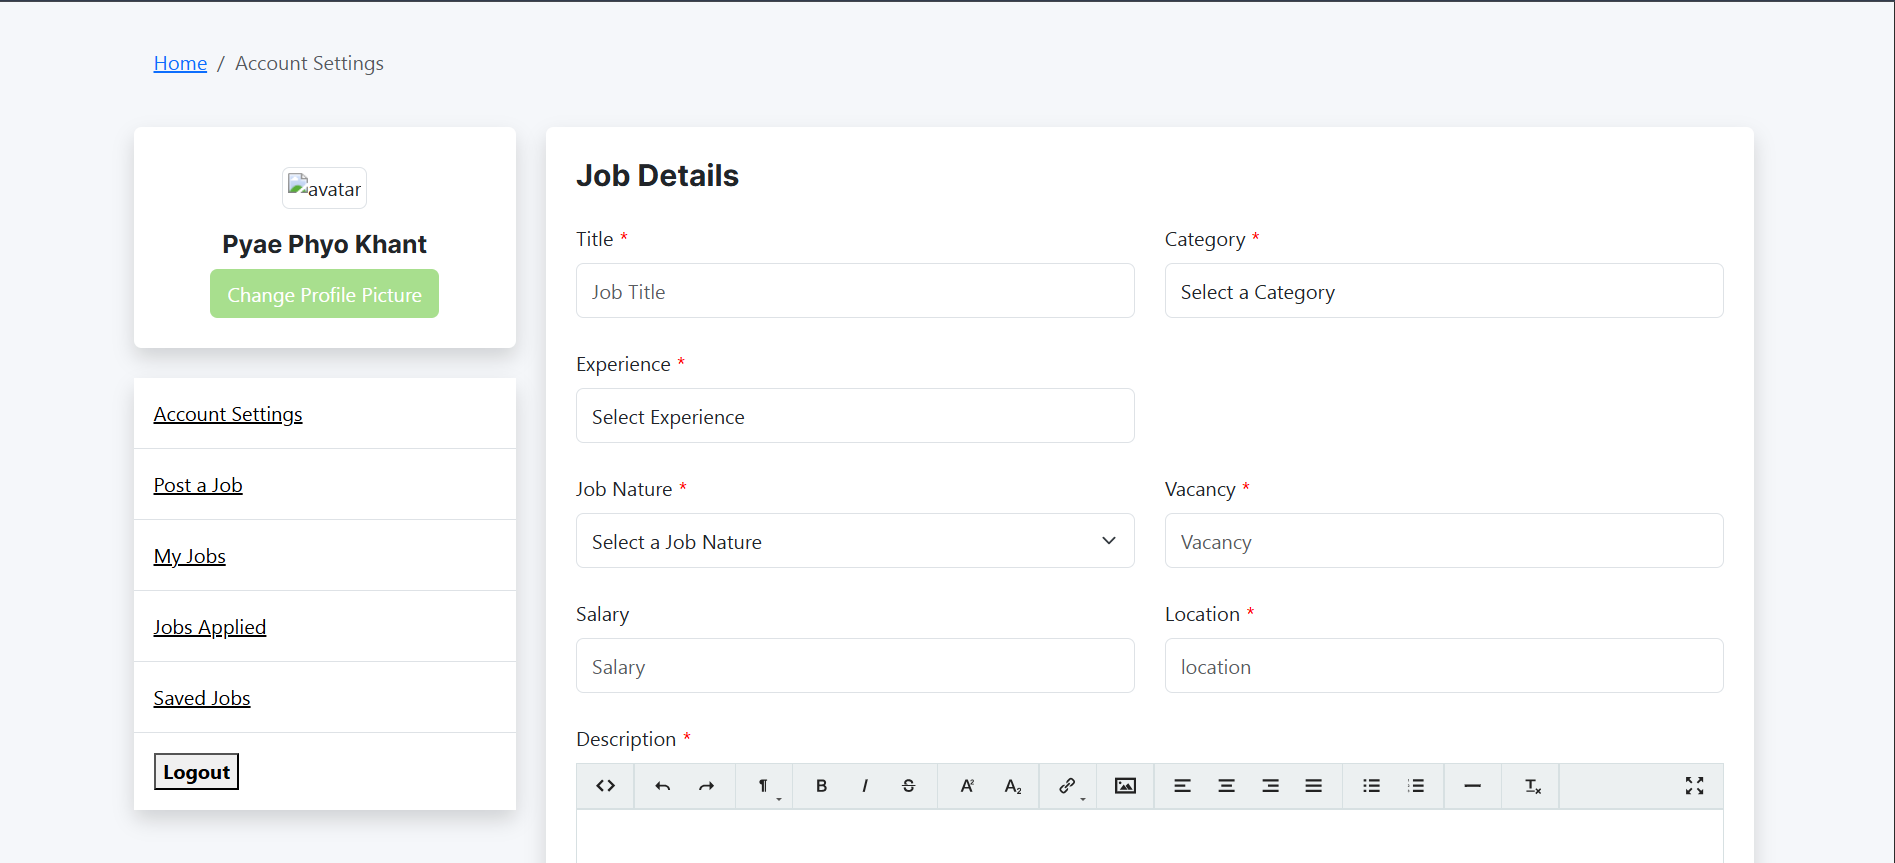 Home / Account Settings
avatar
Pyae Phyo Khant
Change Profile Picture
Account Settings
Post a Job
My Jobs
Jobs Applied
Saved Jobs
Logout
Job Details
Title * Category *
Job Title Select a Category
Experience *
Select Experience
Job Nature * Vacancy *
Select a Job Nature Vacancy
Salary Location *
Salary location
Description *